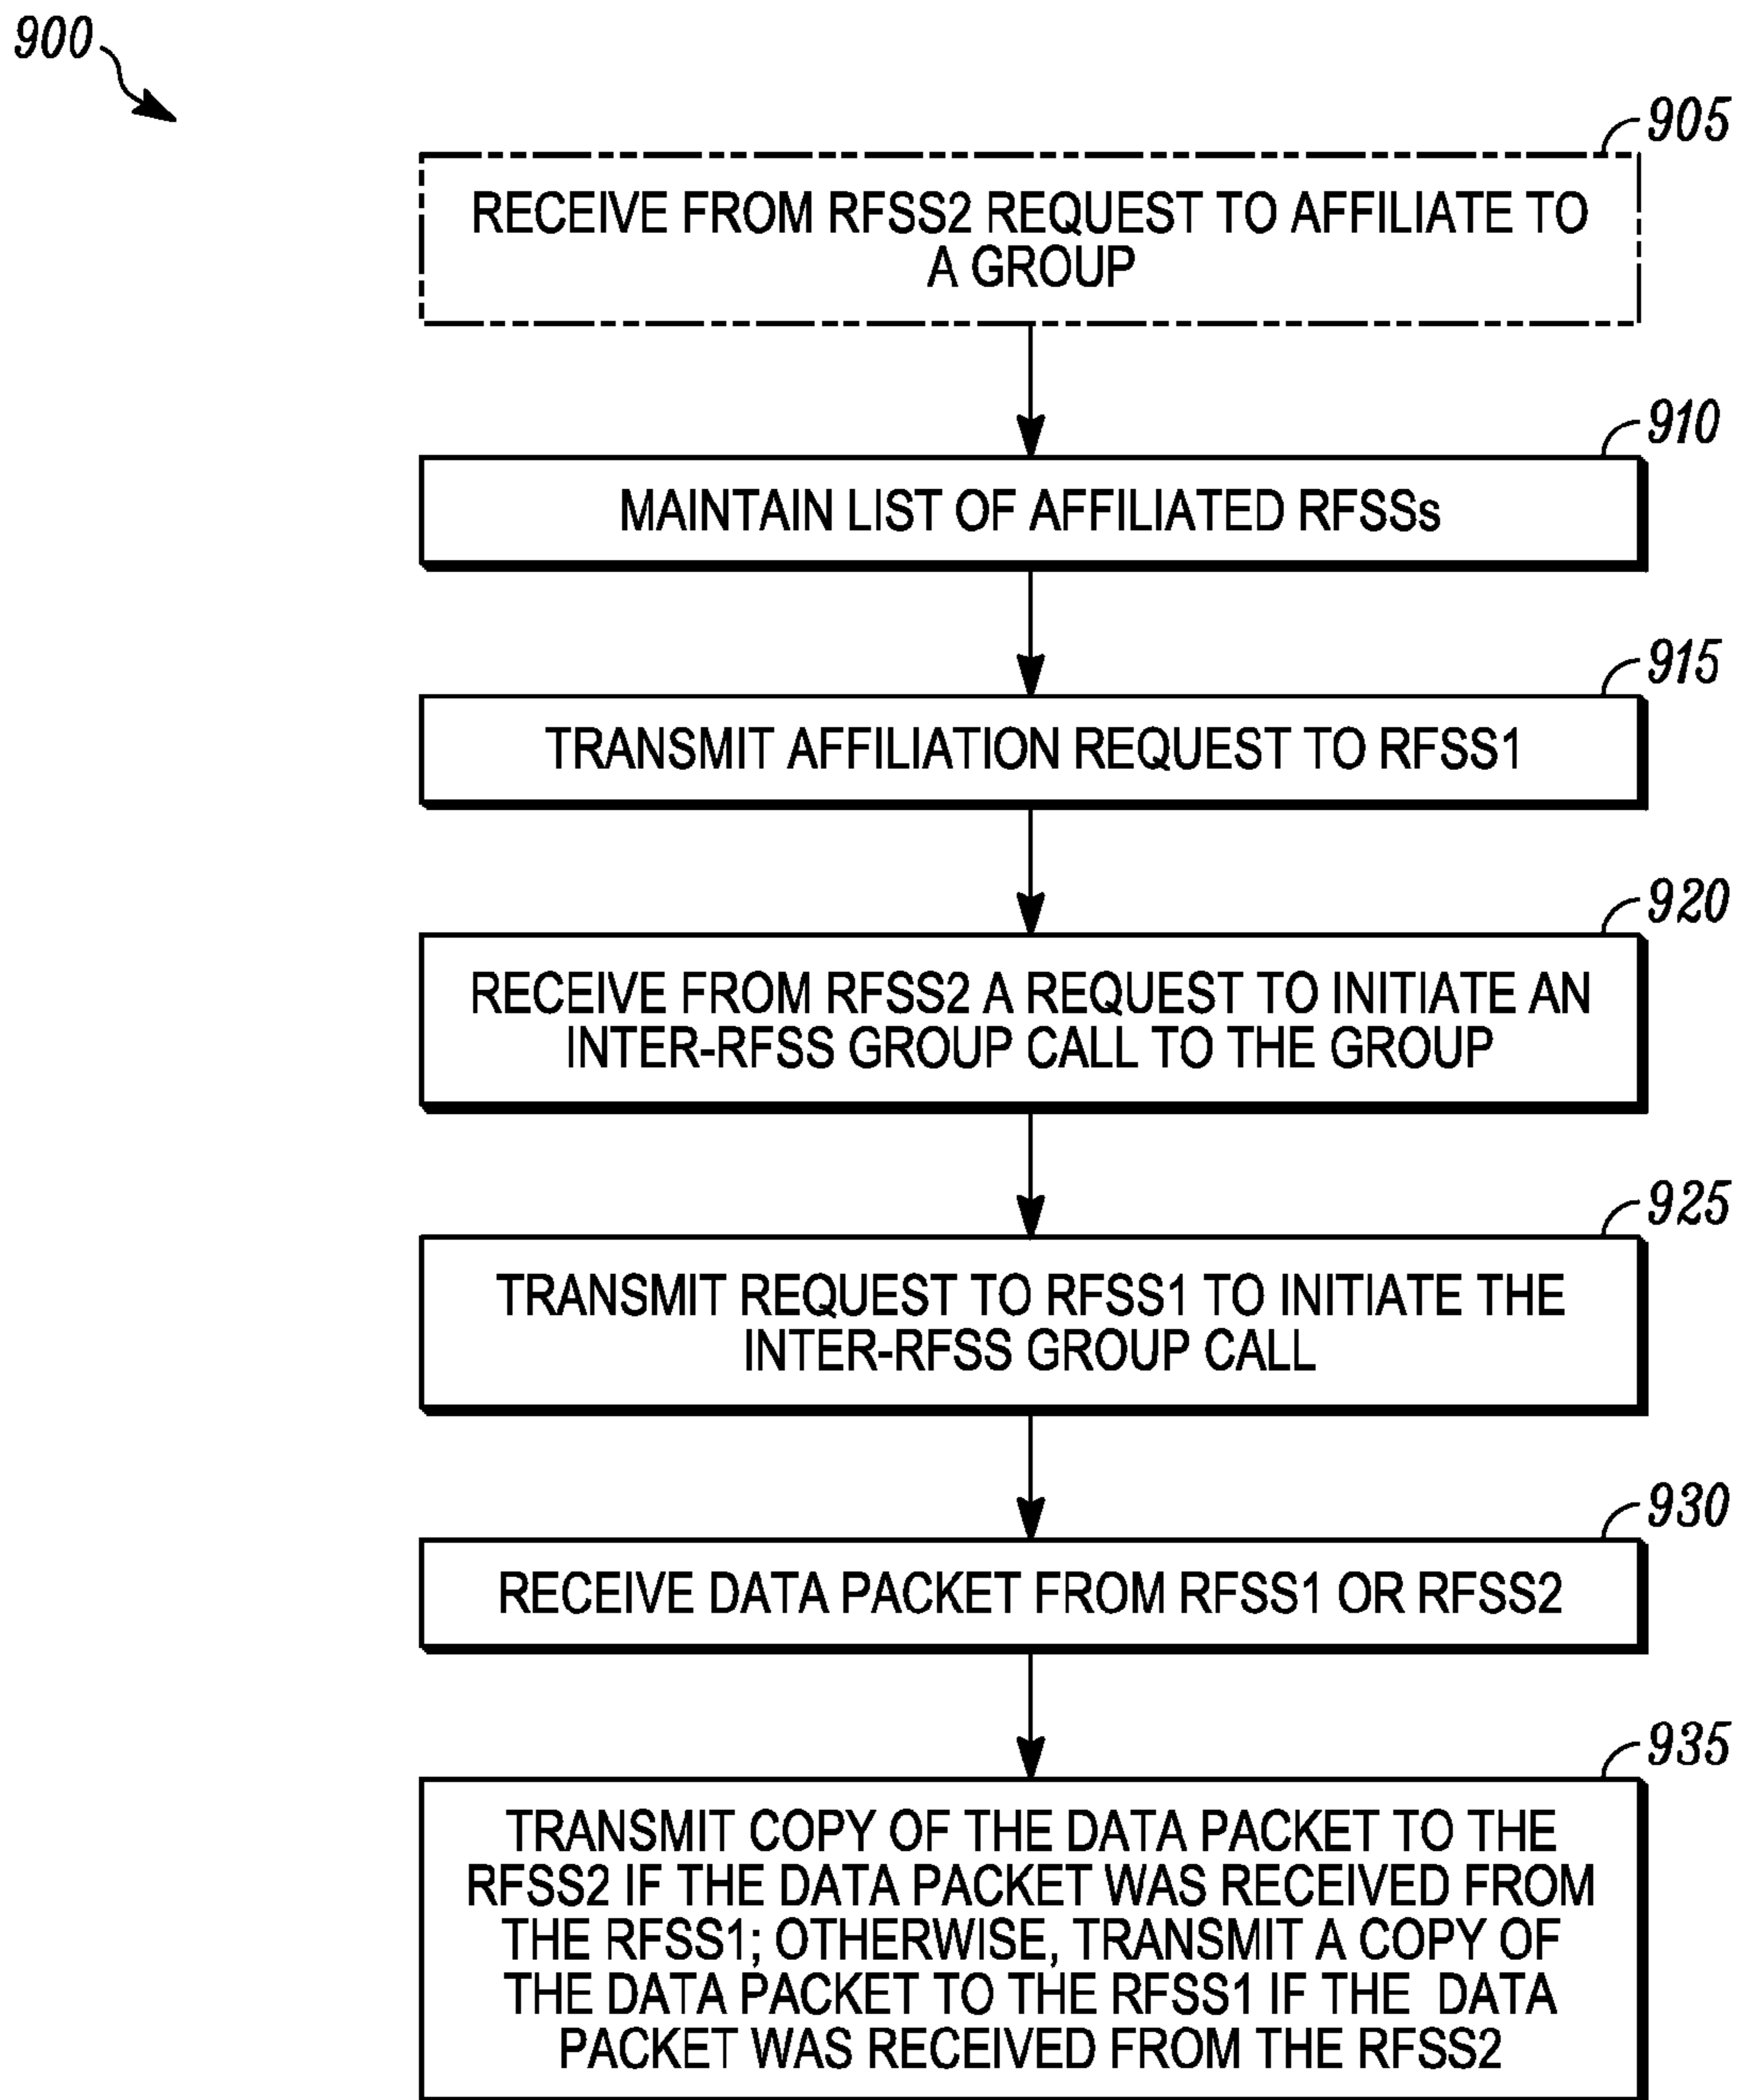 900
905
RECEIVE FROM RFSS2 REQUEST TO AFFILIATE TO
A GROUP
910
MAINTAIN LIST OF AFFILIATED RFSSs
915
TRANSMIT AFFILIATION REQUEST TO RFSS1
920
RECEIVE FROM RFSS2 A REQUEST TO INITIATE AN
INTER-RFSS GROUP CALL TO THE GROUP
925
TRANSMIT REQUEST TO RFSS1 TO INITIATE THE
INTER-RFSS GROUP CALL
930
RECEIVE DATA PACKET FROM RFSS1 OR RFSS2
935
TRANSMIT COPY OF THE DATA PACKET TO THE
RFSS2 IF THE DATA PACKET WAS RECEIVED FROM
THE RFSS1; OTHERWISE, TRANSMIT A COPY OF
THE DATA PACKET TO THE RFSS1 IF THE DATA
PACKET WAS RECEIVED FROM THE RFSS2